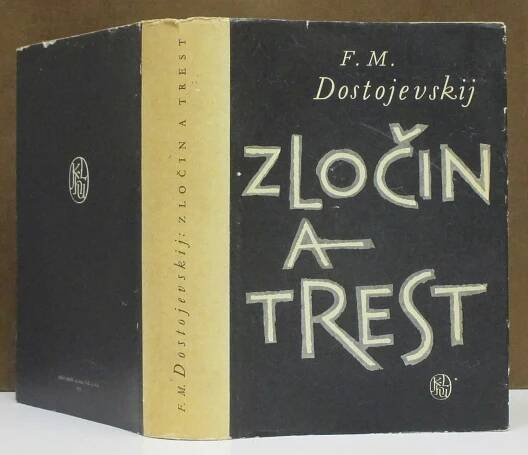 F. M.
Dostojevskij
ZLOČIN
A
TREST
F. M. Dostojevskij: ZLOČIN A TREST